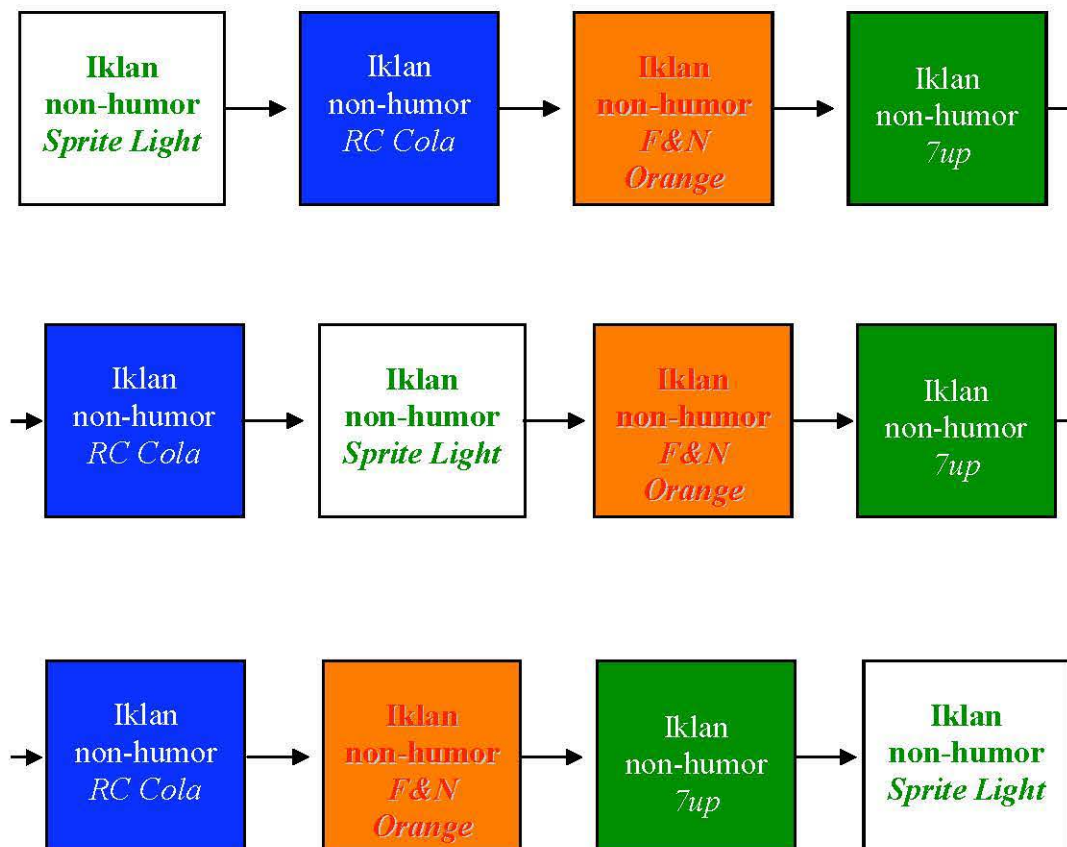 Iklan
non-humor
Sprite Light
Iklan
non-humor
RC Cola
Iklan
non-humor
F&N
Orange
Iklan
non-humor
7up
Iklan
non-humor
RC Cola
Iklan
non-humor
Sprite Light
Iklan
non-humor
F&N
Orange
Iklan
non-humor
7up
Iklan
non-humor
RC Cola
Iklan
non-humor
F&N
Orange
Iklan
non-humor
7up
Iklan
non-humor
Sprite Light